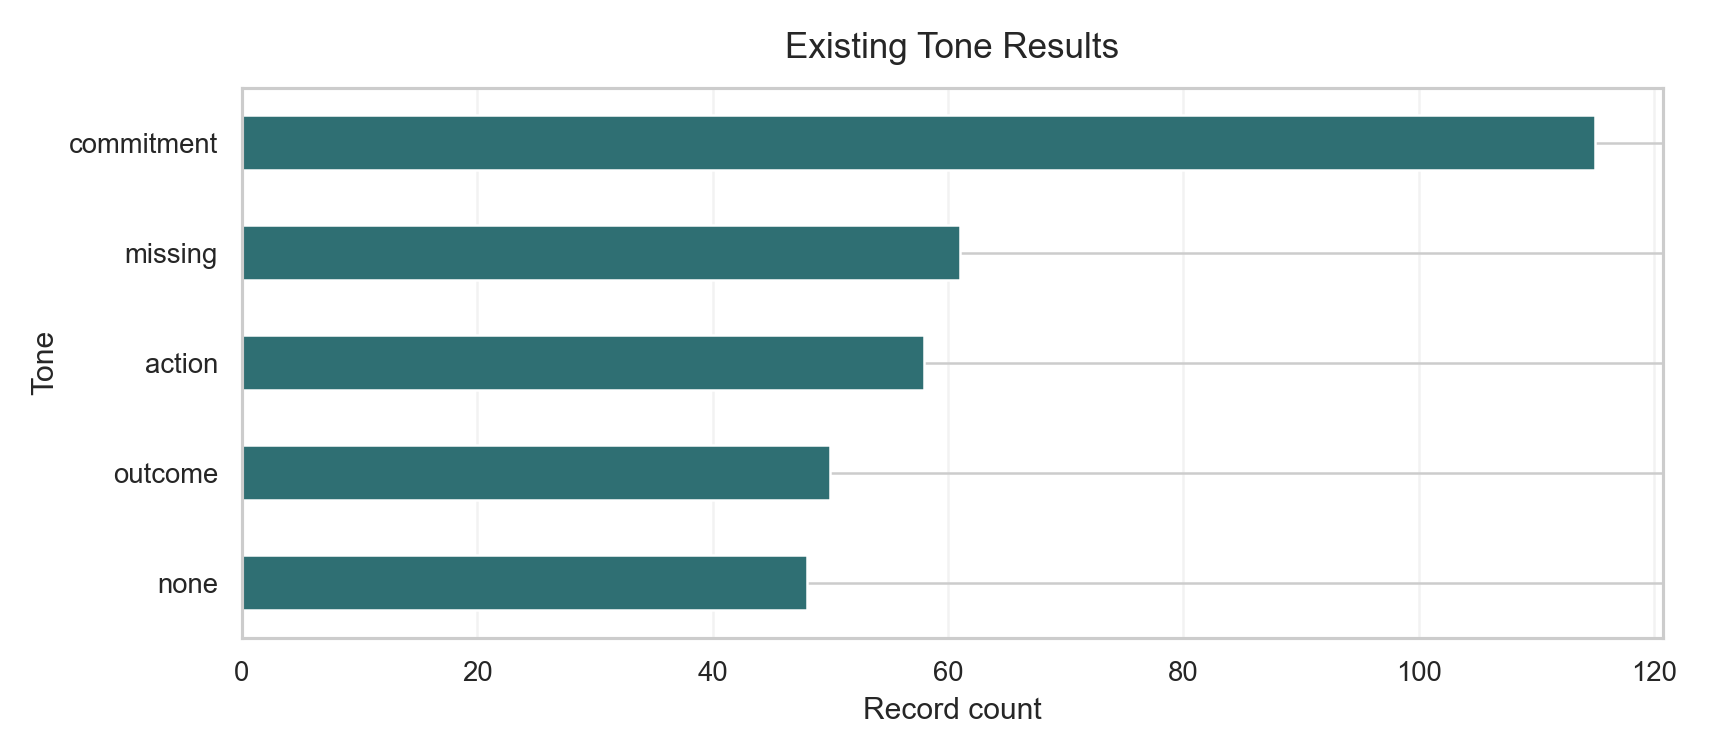 Existing Tone Results
commitment
missing
action
outcome
none
Tone
0 20 40 60 80 100 120
Record count